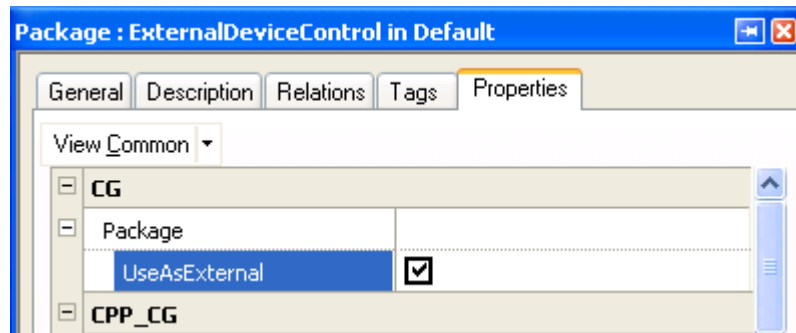 Package : ExternalDeviceControl in Default
General Description Relations Tags Properties
View Common
CG
Package
UseAsExternal
CPP_CG